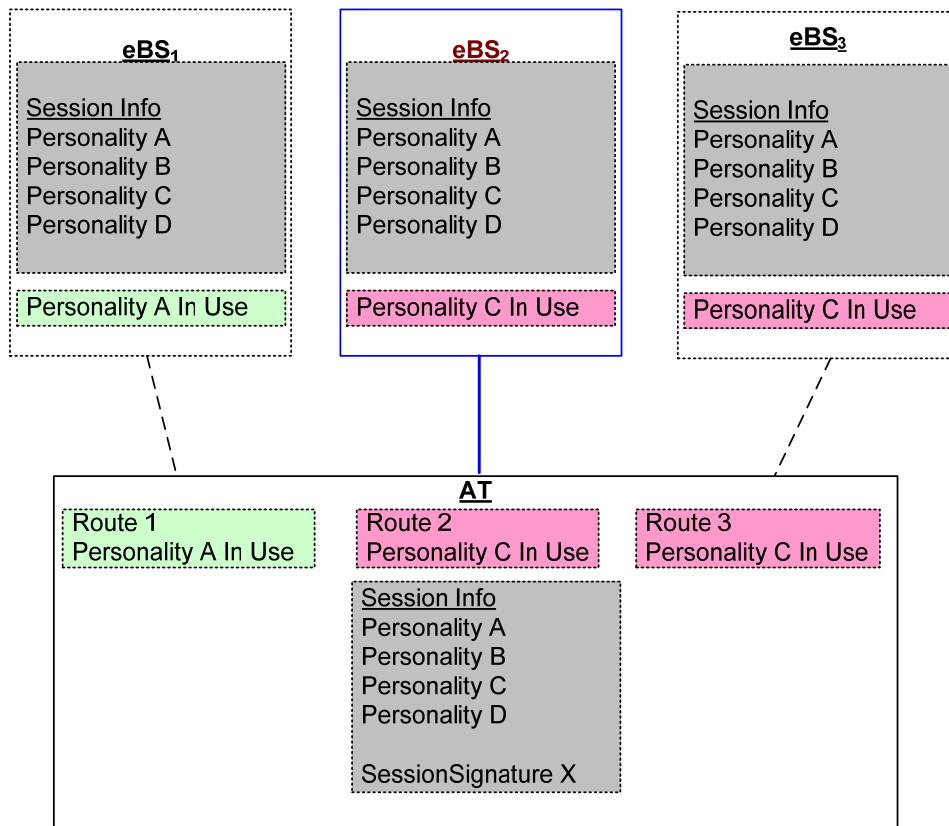 eBS1
Session Info
Personality A
Personality B
Personality C
Personality D
Personality A In Use
eBS2
Session Info
Personality A
Personality B
Personality C
Personality D
Personality C In Use
eBS3
Session Info
Personality A
Personality B
Personality C
Personality D
Personality C In Use
AT
Route 1
Personality A In Use
Route 2
Personality C In Use
Route 3
Personality C In Use
Session Info
Personality A
Personality B
Personality C
Personality D
SessionSignature X